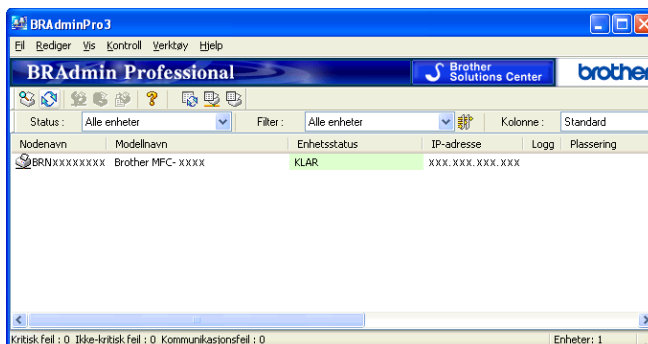 BRAdminPro3
Fil Rediger Vis Kontroll Verktøy Hjelp
BRAdmin Professional Brother Solutions Center brother
Status : Alle enheter Filter : Alle enheter Kolonne : Standard
Nodenavn Modellnavn Enhetsstatus IP-adresse Logg Plassering
BRNXXXXXXXX Brother MFC- XXXX KLAR XXX.XXX.XXX.XXX
Kritisk feil : 0 Ikke-kritisk feil : 0 Kommunikasjonsfeil : 0 Enheter: 1